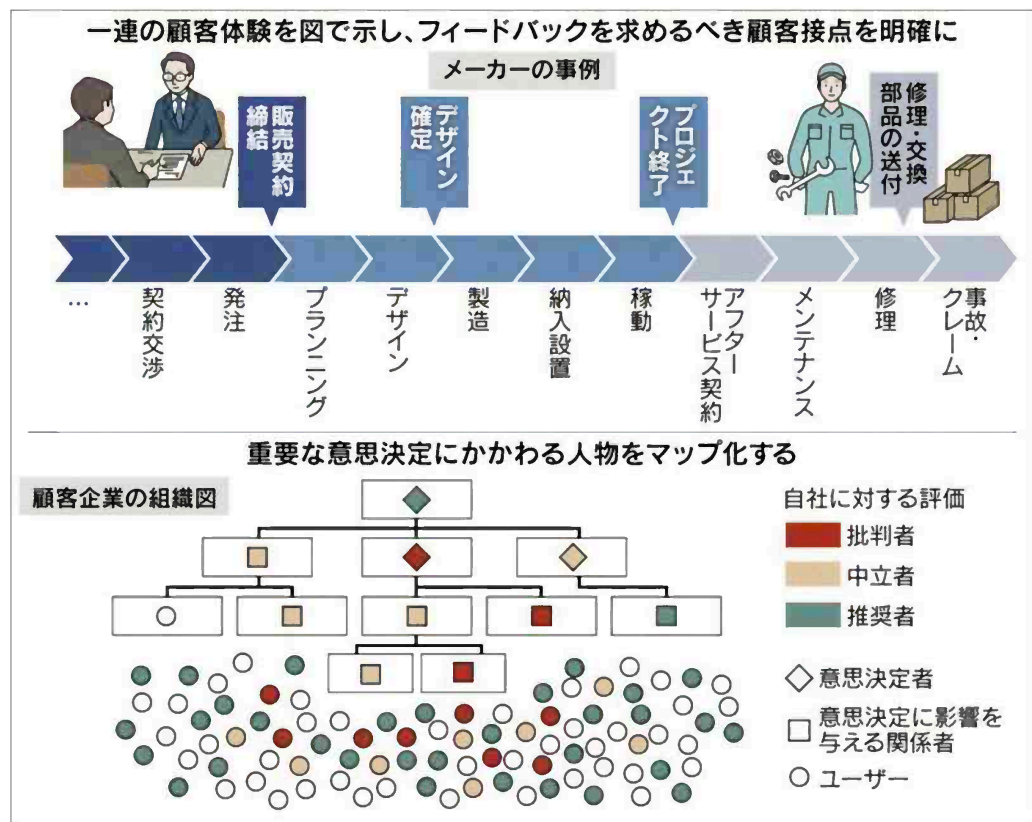 一連の顧客体験を図で示し、フィードバックを求めるべき顧客接点を明確に
メーカーの事例
販売契約
締結
デザイン
確定
プロジェ
クト終了
修理・交換
部品の送付
…
契約交渉
発注
プランニング
デザイン
製造
納入設置
稼動
アフター
サービス契約
メンテナンス
修理
事故・
クレーム
重要な意思決定にかかわる人物をマップ化する
顧客企業の組織図
自社に対する評価
批判者
中立者
推奨者
意思決定者
意思決定に影響を
与える関係者
ユーザー